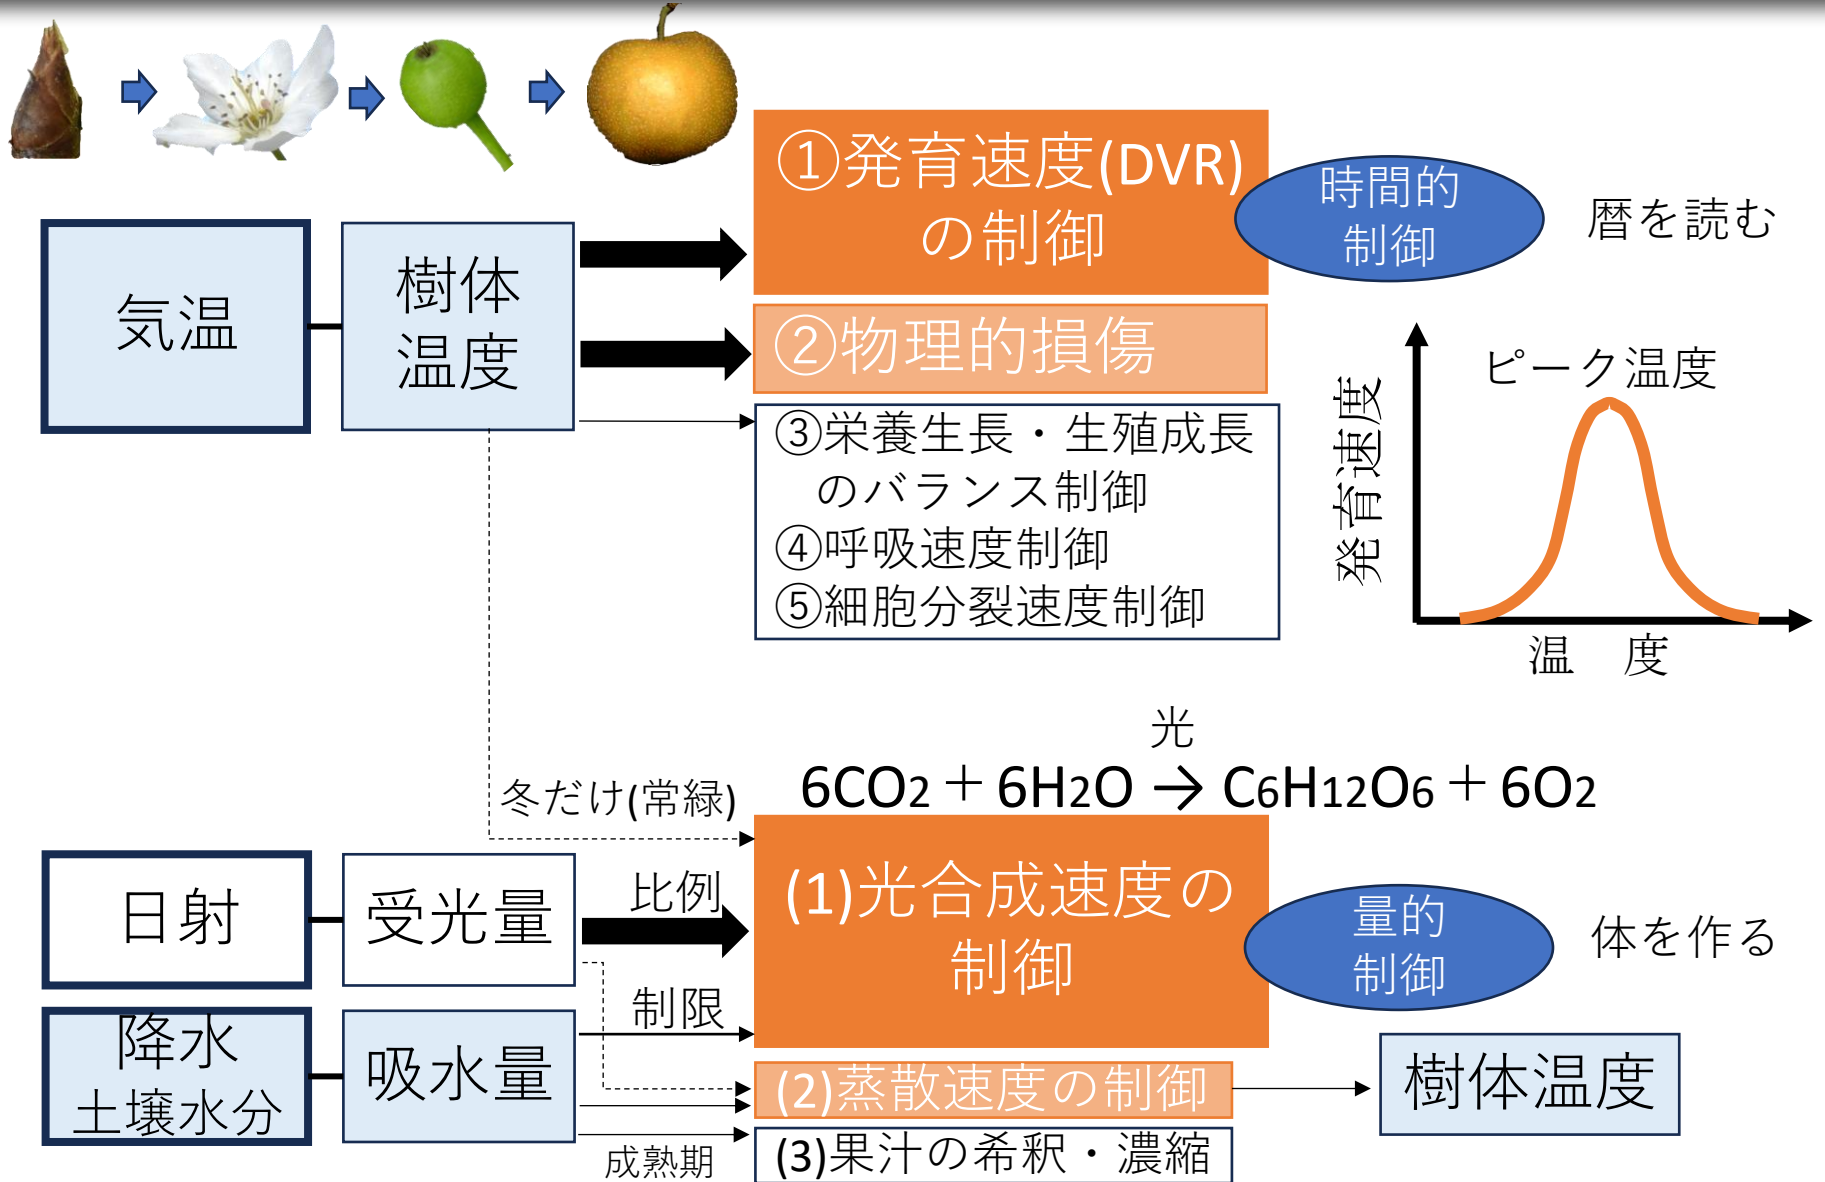 ①発育速度(DVR)
の制御
時間的
制御
暦を読む
気温
樹体
温度
②物理的損傷
③栄養生長・生殖成長
のバランス制御
④呼吸速度制御
⑤細胞分裂速度制御
ピーク温度
発育速度
温 度
光
6CO2＋6H2O → C6H12O6＋6O2
冬だけ(常緑)
日射
受光量
比例
(1)光合成速度の
制御
量的
制御
体を作る
制限
降水
土壌水分
吸水量
(2)蒸散速度の制御
樹体温度
成熟期
(3)果汁の希釈・濃縮